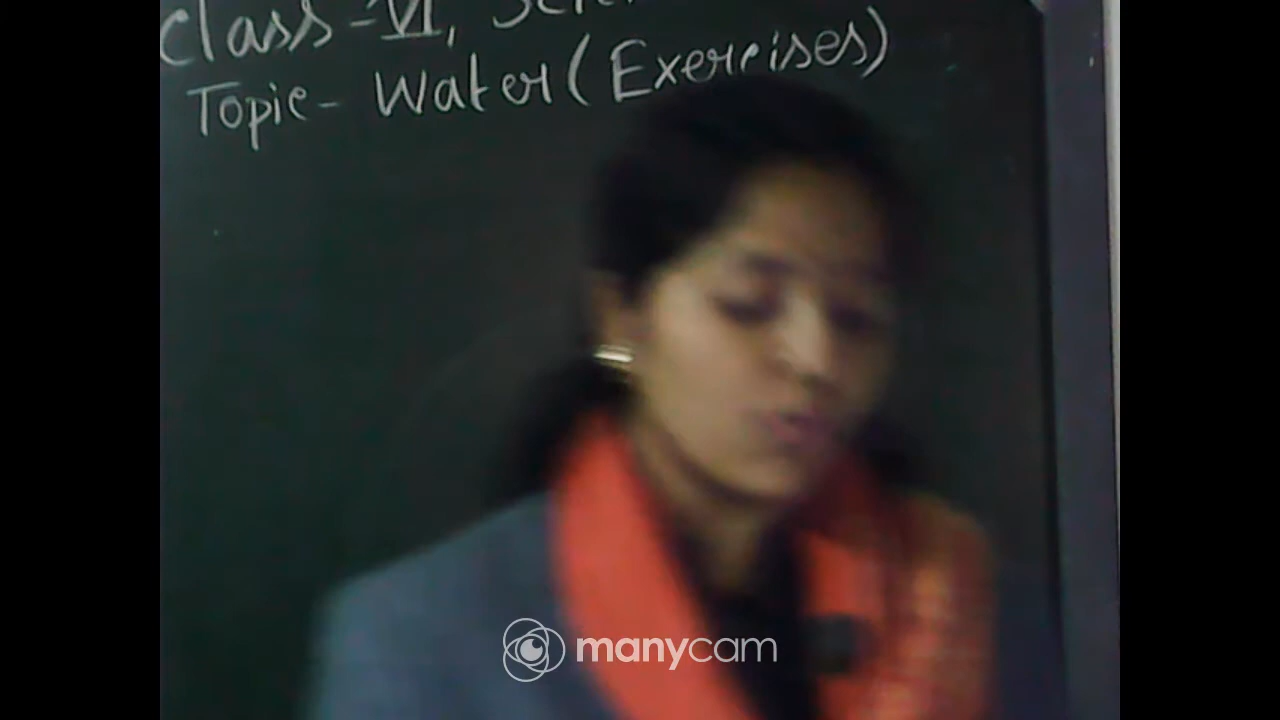 Class - VI,
Topic - Water (Exercises)
manycam